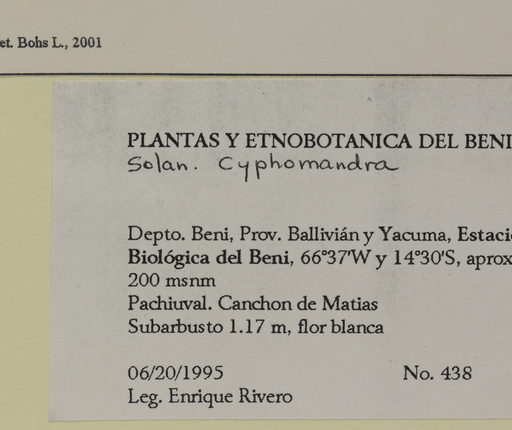 et. Bohs L., 2001
PLANTAS Y ETNOBOTANICA DEL BENI
Solan. Cyphomandra
Depto. Beni, Prov. Ballivián y Yacuma, Estaci
Biológica del Beni, 66°37'W y 14°30'S, aprox
200 msnm
Pachiuval. Canchon de Matias
Subarbusto 1.17 m, flor blanca
06/20/1995 No. 438
Leg. Enrique Rivero